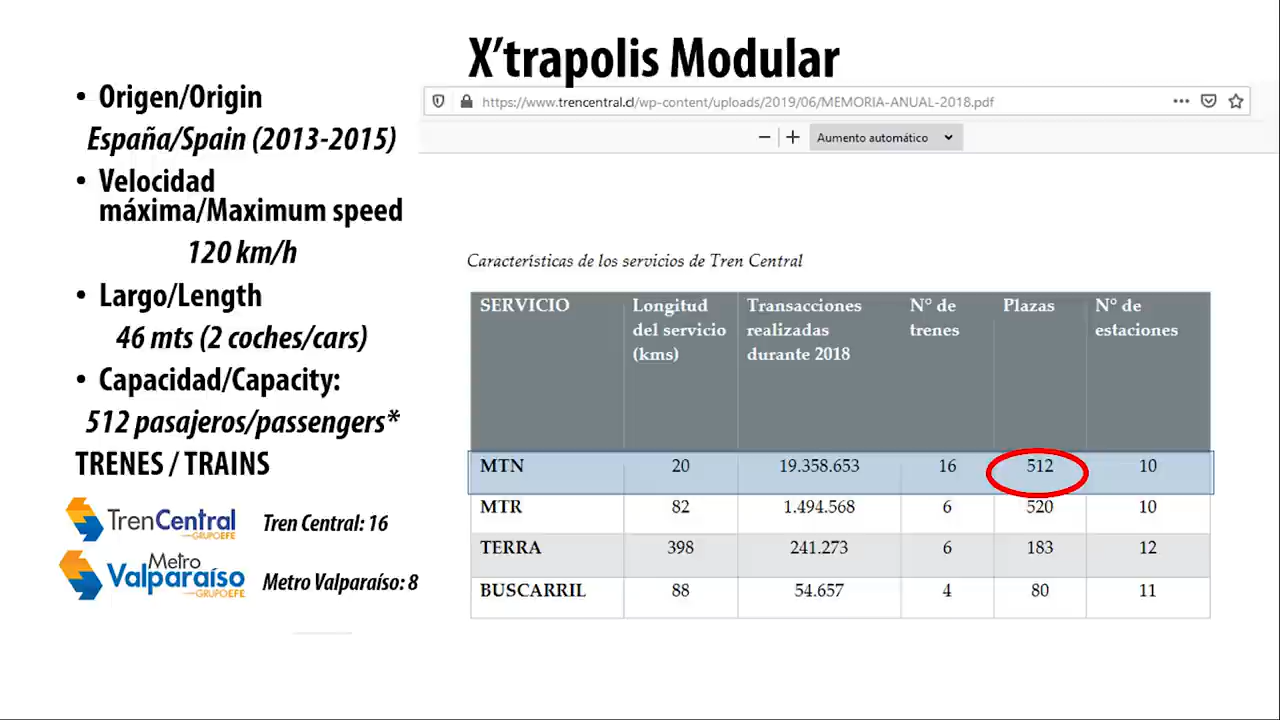 X’trapolis Modular
• Origen/Origin
España/Spain (2013-2015)
• Velocidad
máxima/Maximum speed
120 km/h
• Largo/Length
46 mts (2 coches/cars)
• Capacidad/Capacity:
512 pasajeros/passengers*
TRENES / TRAINS
TrenCentral
GRUPOEFE
Tren Central: 16
Metro
Valparaíso
GRUPOEFE
Metro Valparaíso: 8
https://www.trencentral.cl/wp-content/uploads/2019/06/MEMORIA-ANUAL-2018.pdf
− + Aumento automático
Características de los servicios de Tren Central
SERVICIO Longitud Transacciones N° de Plazas N° de
del servicio realizadas trenes estaciones
(kms) durante 2018
MTN 20 19.358.653 16 512 10
MTR 82 1.494.568 6 520 10
TERRA 398 241.273 6 183 12
BUSCARRIL 88 54.657 4 80 11